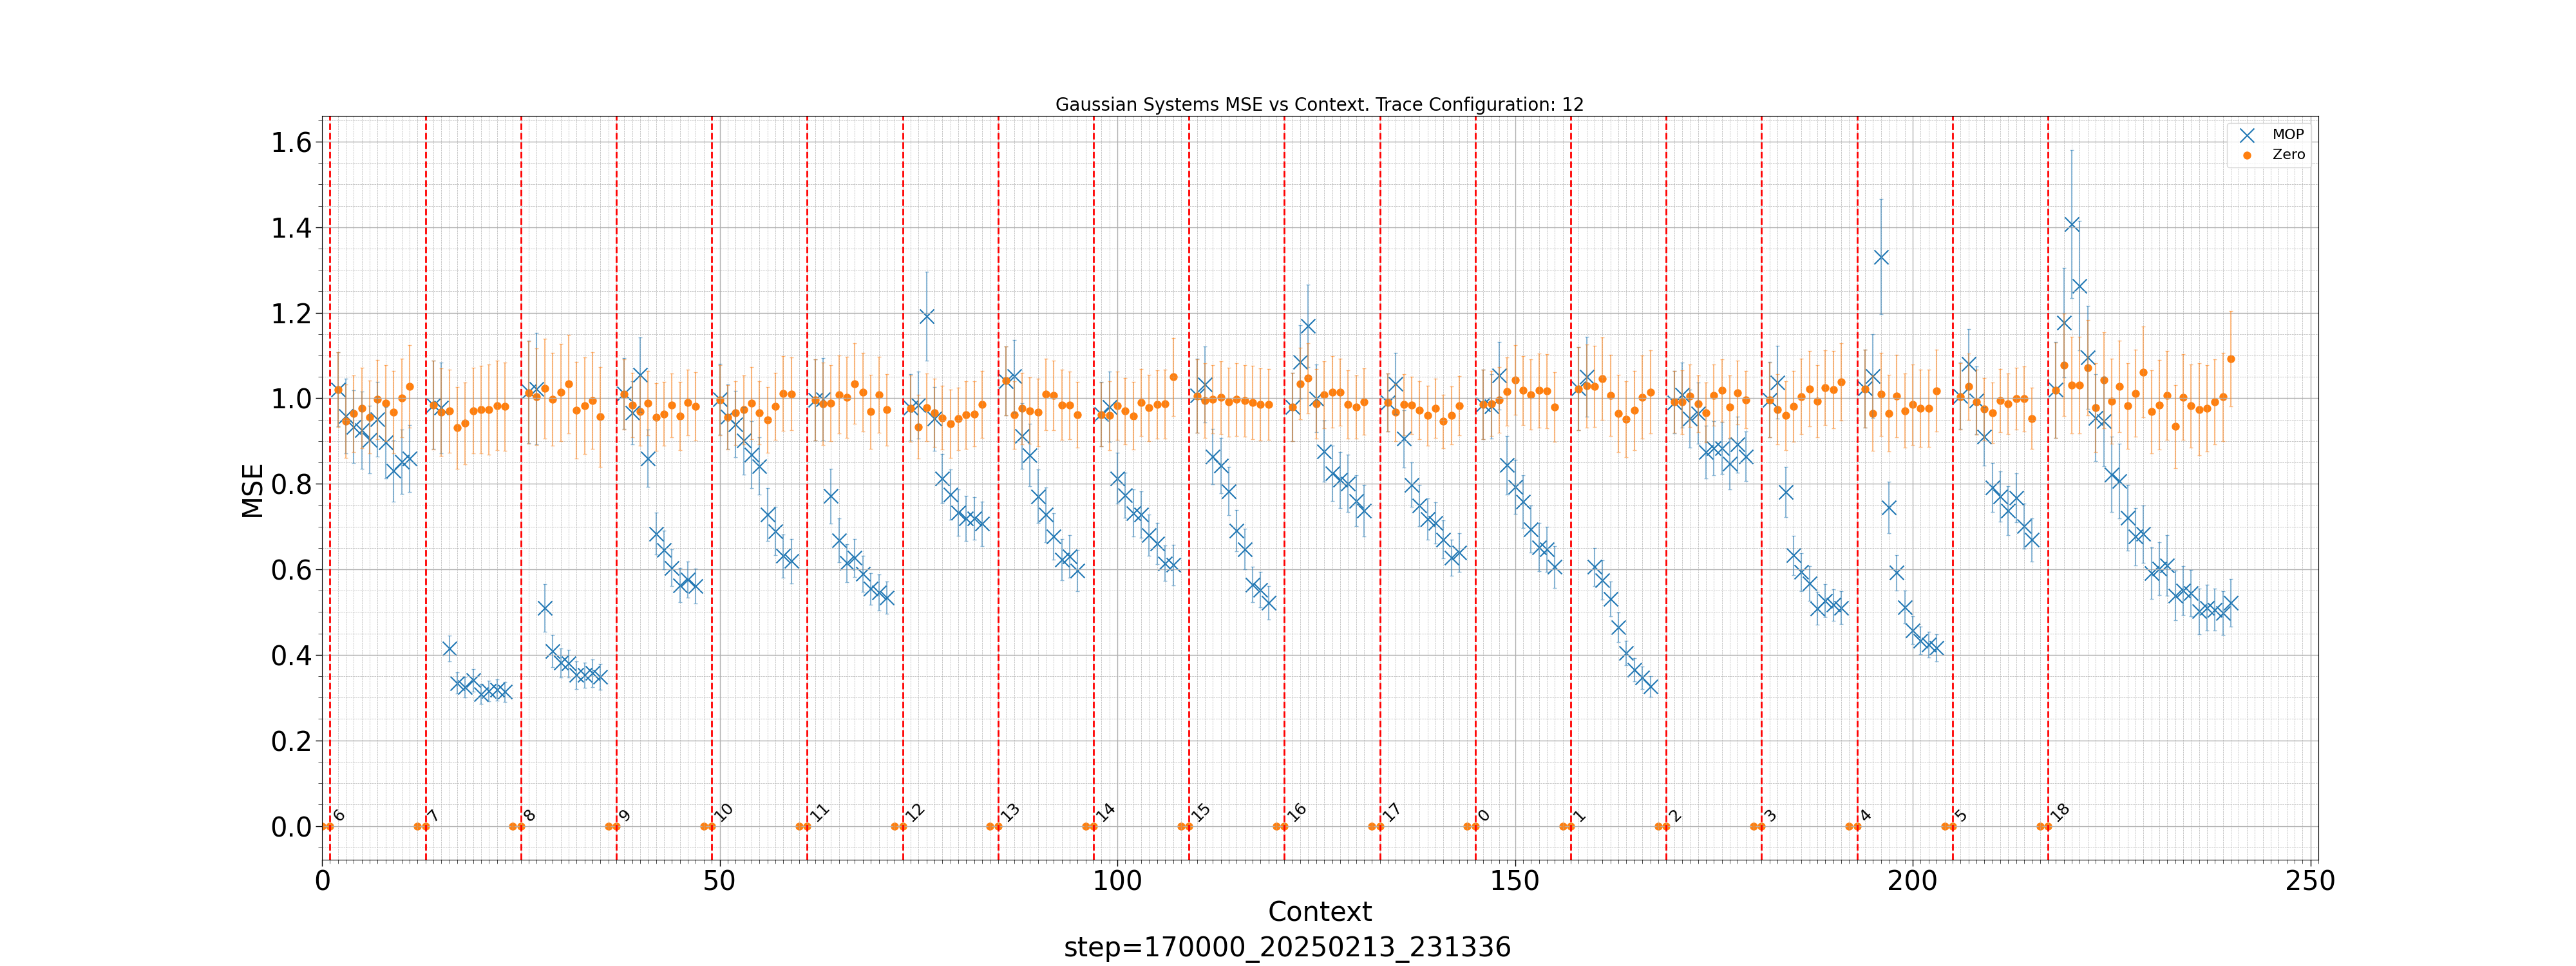 Gaussian Systems MSE vs Context. Trace Configuration: 12
MOP
Zero
1.6
1.4
1.2
1.0
0.8
0.6
0.4
0.2
0.0
MSE
6 7 8 9 10 11 12 13 14 15 16 17 0 1 2 3 4 5 18
0 50 100 150 200 250
Context
step=170000_20250213_231336